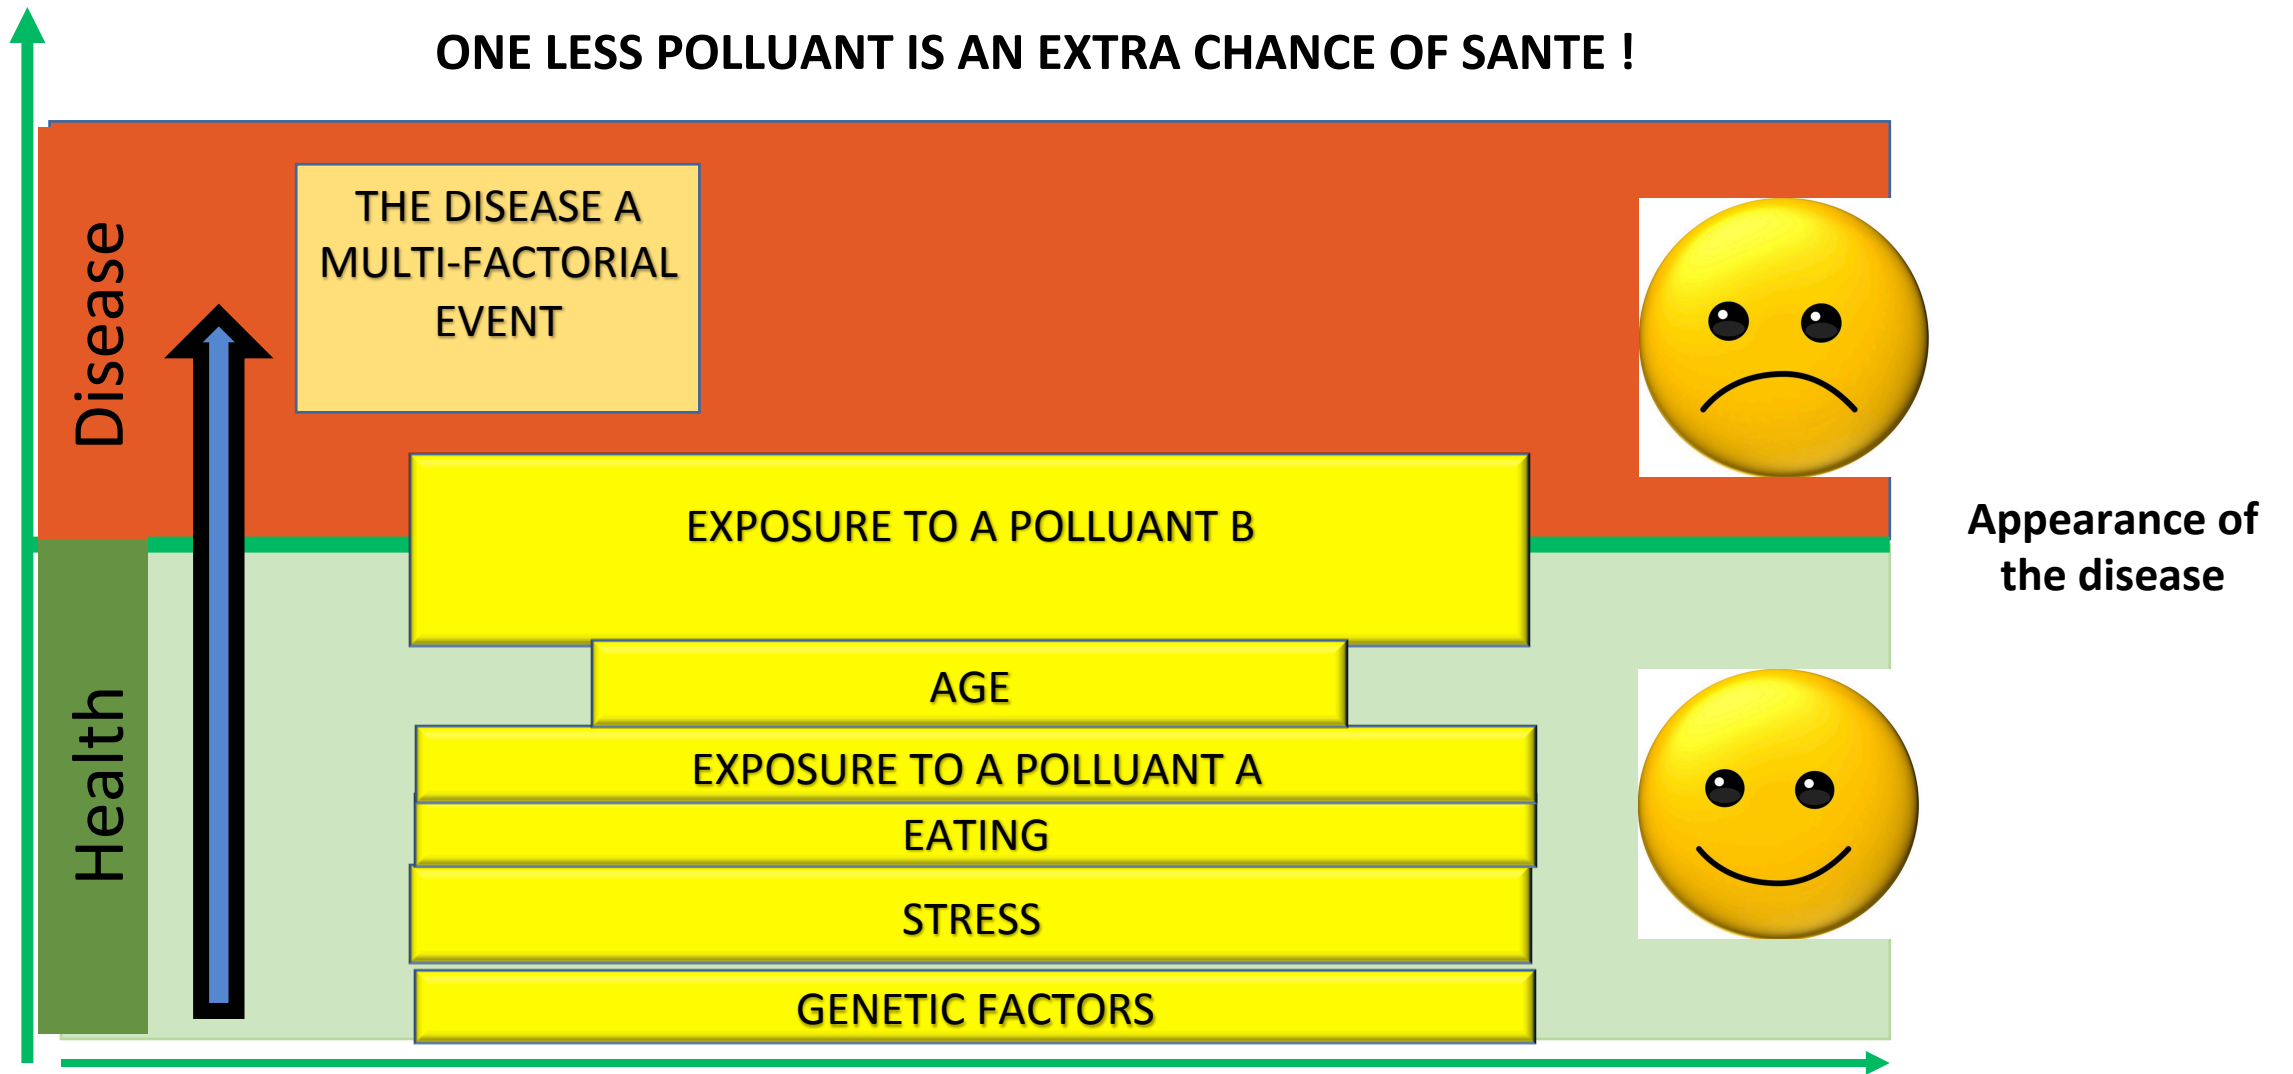 ONE LESS POLLUANT IS AN EXTRA CHANCE OF SANTE !
Disease
THE DISEASE A
MULTI-FACTORIAL
EVENT
EXPOSURE TO A POLLUANT B
Appearance of
the disease
AGE
Health
EXPOSURE TO A POLLUANT A
EATING
STRESS
GENETIC FACTORS